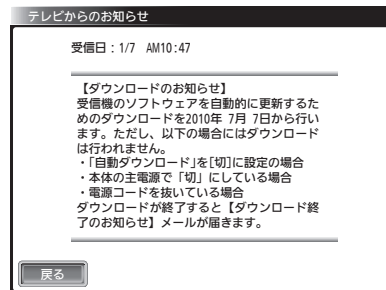 テレビからのお知らせ
受信日：1/7 AM10:47
【ダウンロードのお知らせ】
受信機のソフトウェアを自動的に更新するた
めのダウンロードを2010年 7月 7日から行い
ます。ただし、以下の場合にはダウンロード
は行われません。
・「自動ダウンロード」を[切]に設定の場合
・本体の主電源で「切」にしている場合
・電源コードを抜いている場合
ダウンロードが終了すると【ダウンロード終
了のお知らせ】メールが届きます。
戻る